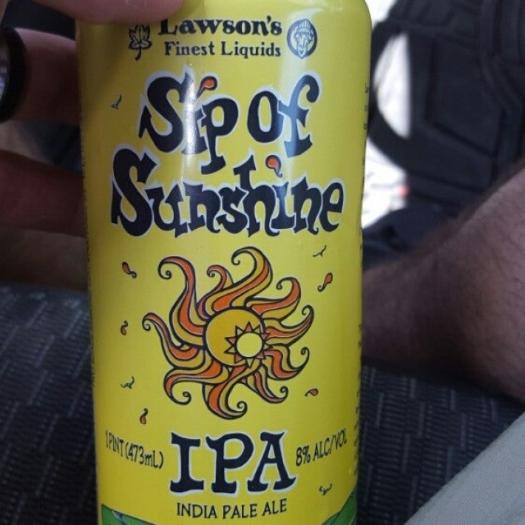 Lawson's
Finest Liquids
Sip of
Sunshine
1 PINT (473mL)
IPA
8% ALC/VOL
INDIA PALE ALE